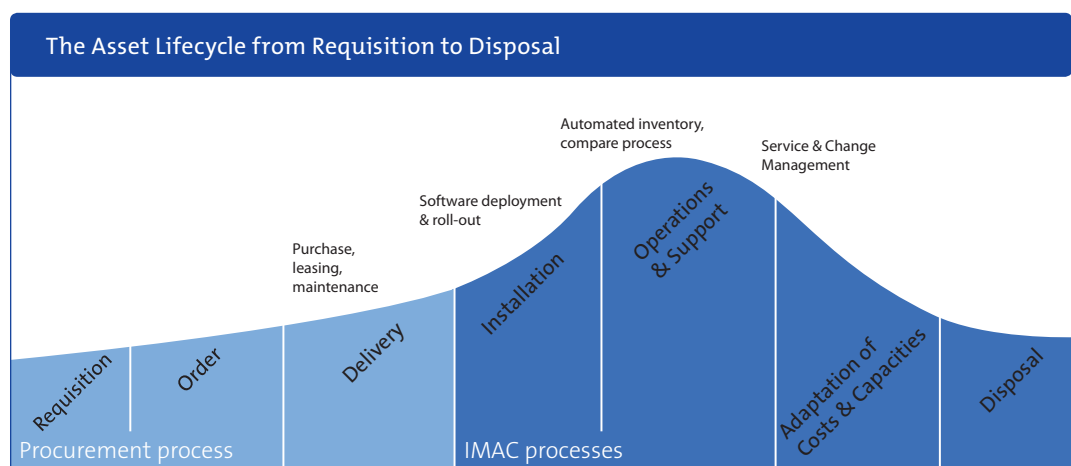 The Asset Lifecycle from Requisition to Disposal
Automated inventory,
compare process
Service & Change
Management
Software deployment
& roll-out
Purchase,
leasing,
maintenance
Requisition
Order
Delivery
Installation
Operations
& Support
Adaptation of
Costs & Capacities
Disposal
Procurement process
IMAC processes